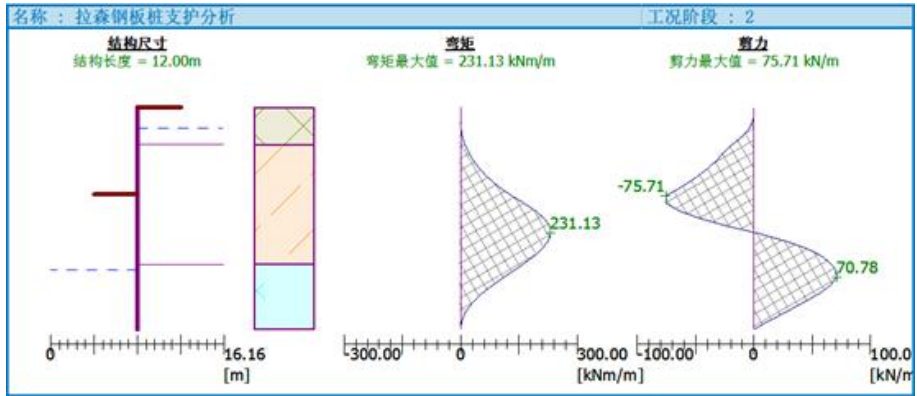 名称 : 拉森钢板桩支护分析
工况阶段 : 2
结构尺寸
结构长度 = 12.00m
弯矩
弯矩最大值 = 231.13 kNm/m
剪力
剪力最大值 = 75.71 kN/m
-75.71
231.13
70.78
0
16.16
[m]
-300.00
0
300.00
[kNm/m]
-100.00
0
100.0
[kN/m